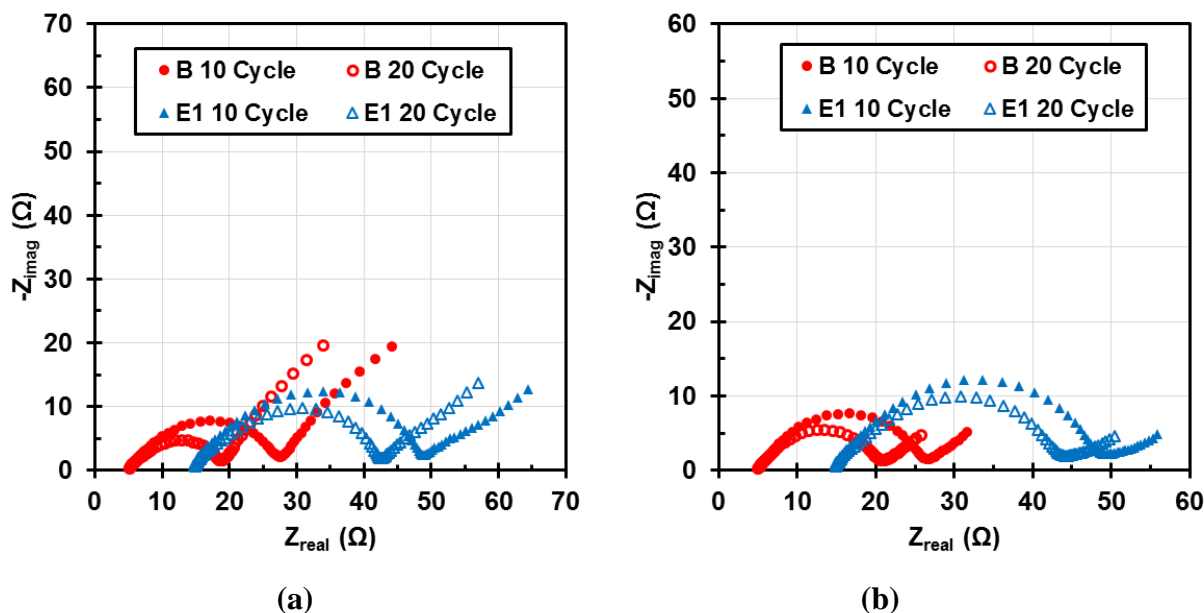 70
60
50
40
30
20
10
0
-Zimag (Ω)
B 10 Cycle B 20 Cycle
E1 10 Cycle E1 20 Cycle
0 10 20 30 40 50 60 70
Zreal (Ω)
(a)
60
50
40
30
20
10
0
-Zimag (Ω)
B 10 Cycle B 20 Cycle
E1 10 Cycle E1 20 Cycle
0 10 20 30 40 50 60
Zreal (Ω)
(b)